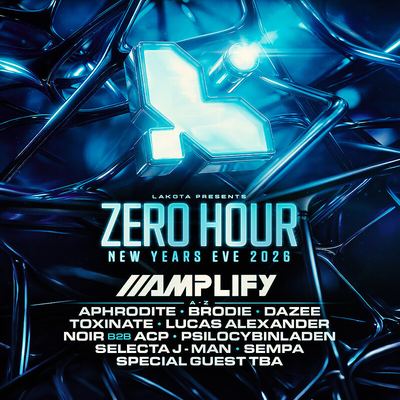 LAKOTA PRESENTS
ZERO HOUR
NEW YEARS EVE 2026
//AMPLIFY
A - Z
APHRODITE • BRODIE • DAZEE
TOXINATE • LUCAS ALEXANDER
NOIR B2B ACP • PSILOCYBINLADEN
SELECTA J-MAN • SEMPA
SPECIAL GUEST TBA